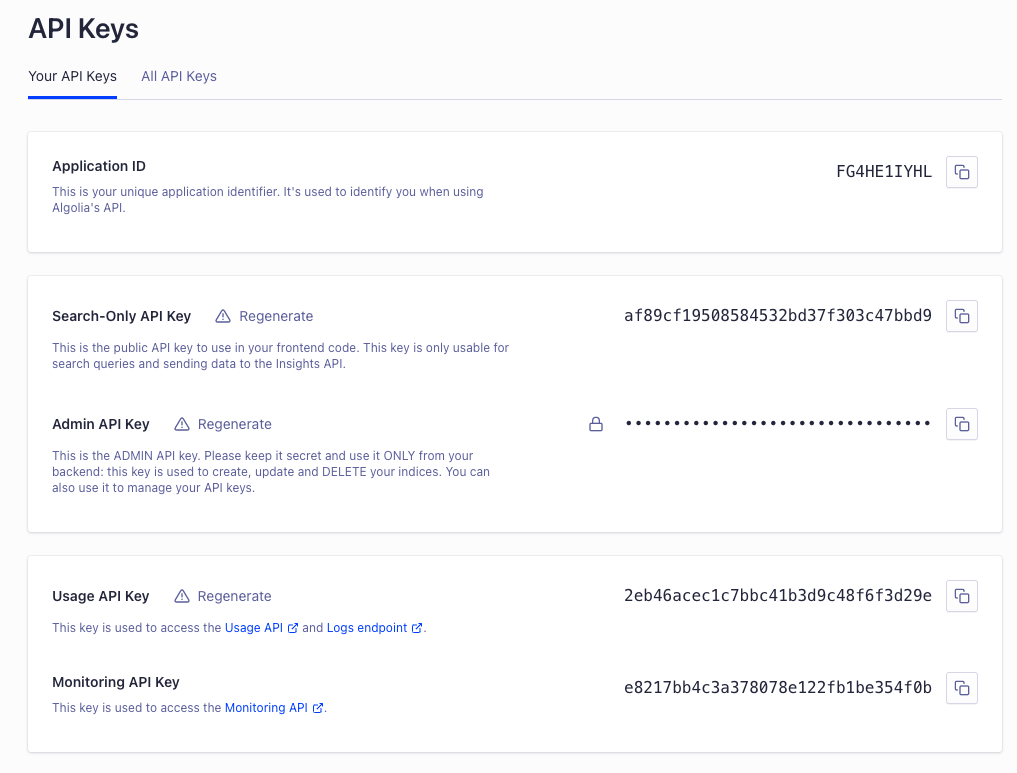 API Keys
Your API Keys
All API Keys
Application ID
FG4HE1IYHL
This is your unique application identifier. It's used to identify you when using
Algolia's API.
Search-Only API Key
Regenerate
af89cf19508584532bd37f303c47bbd9
This is the public API key to use in your frontend code. This key is only usable for
search queries and sending data to the Insights API.
Admin API Key
Regenerate
••••••••••••••••••••••••••••••••
This is the ADMIN API key. Please keep it secret and use it ONLY from your
backend: this key is used to create, update and DELETE your indices. You can
also use it to manage your API keys.
Usage API Key
Regenerate
2eb46acec1c7bbc41b3d9c48f6f3d29e
This key is used to access the Usage API and Logs endpoint.
Monitoring API Key
e8217bb4c3a378078e122fb1be354f0b
This key is used to access the Monitoring API.